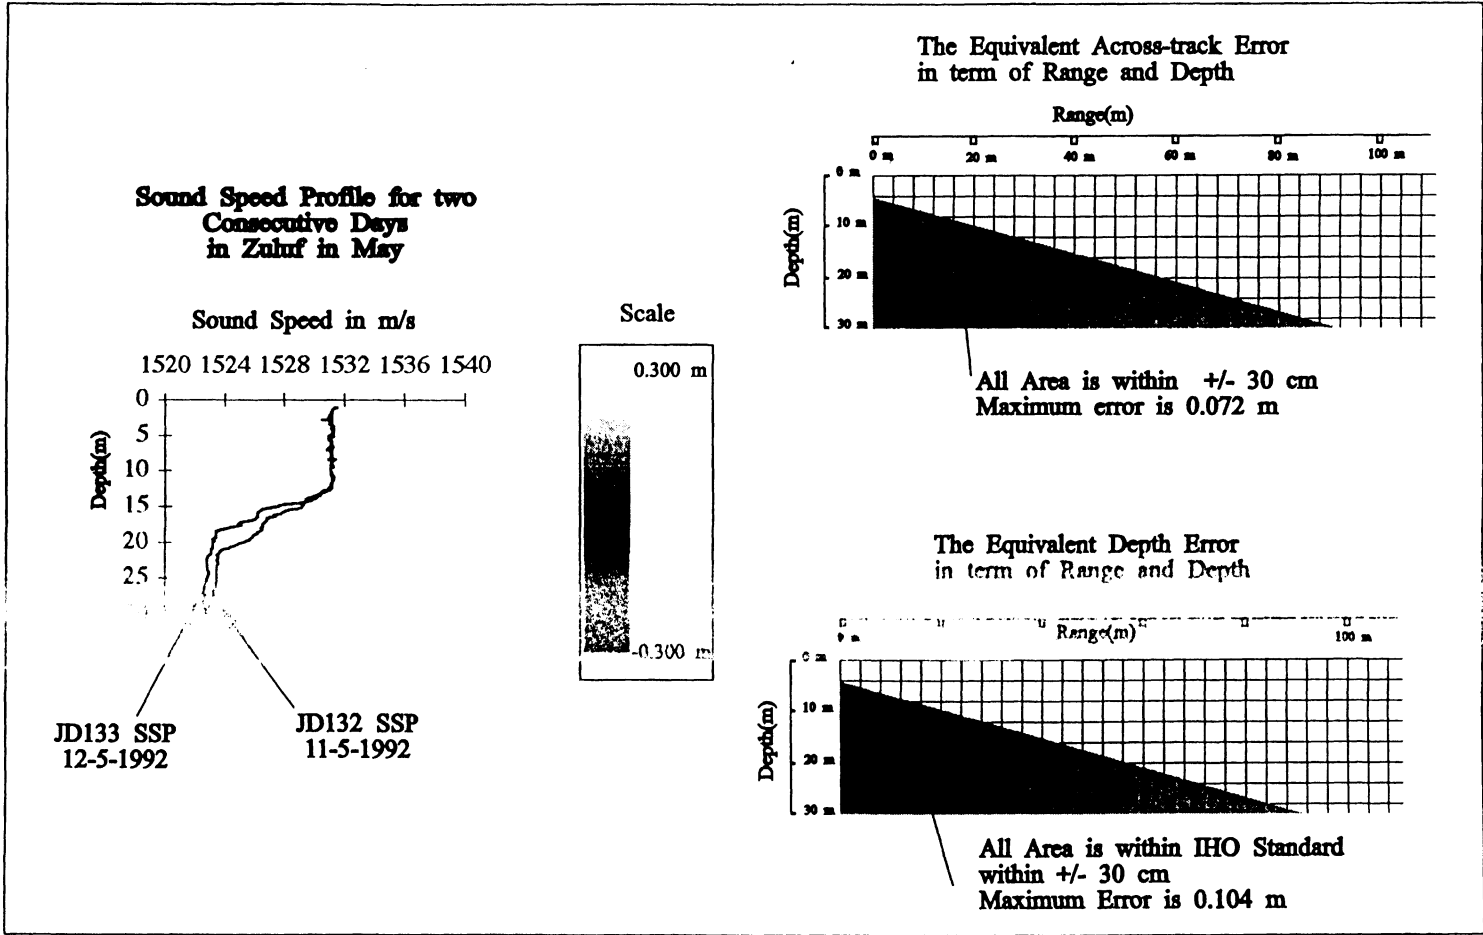 Sound Speed Profile for two
Consecutive Days
in Zuluf in May
Sound Speed in m/s
1520 1524 1528 1532 1536 1540
Depth(m)
0
5
10
15
20
25
JD133 SSP
12-5-1992
JD132 SSP
11-5-1992
Scale
0.300 m
-0.300 m
The Equivalent Across-track Error
in term of Range and Depth
Range(m)
0 m 20 m 40 m 60 m 80 m 100 m
Depth(m)
0 m
10 m
20 m
30 m
All Area is within +/- 30 cm
Maximum error is 0.072 m
The Equivalent Depth Error
in term of Range and Depth
Range(m)
100 m
Depth(m)
0 m
10 m
20 m
30 m
All Area is within IHO Standard
within +/- 30 cm
Maximum Error is 0.104 m